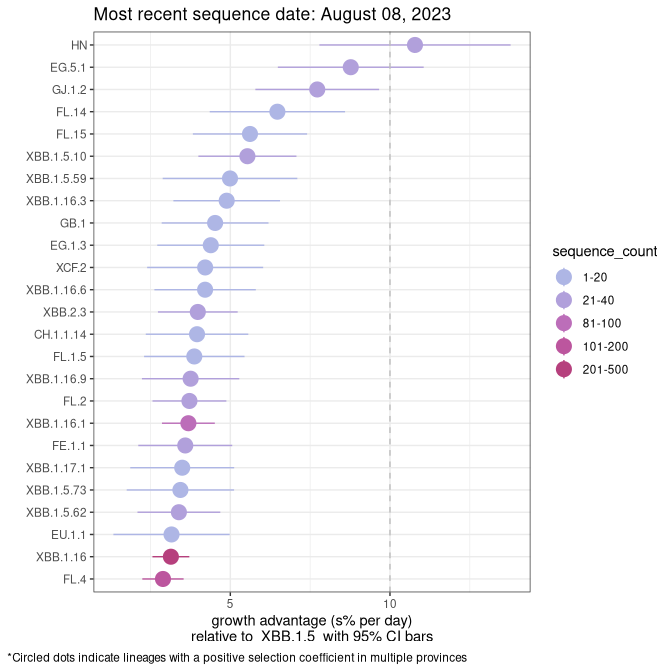 Most recent sequence date: August 08, 2023
HN
EG.5.1
GJ.1.2
FL.14
FL.15
XBB.1.5.10
XBB.1.5.59
XBB.1.16.3
GB.1
EG.1.3
XCF.2
XBB.1.16.6
XBB.2.3
CH.1.1.14
FL.1.5
XBB.1.16.9
FL.2
XBB.1.16.1
FE.1.1
XBB.1.17.1
XBB.1.5.73
XBB.1.5.62
EU.1.1
XBB.1.16
FL.4
5 10
growth advantage (s% per day)
relative to XBB.1.5 with 95% CI bars
sequence_count
1-20
21-40
81-100
101-200
201-500
*Circled dots indicate lineages with a positive selection coefficient in multiple provinces